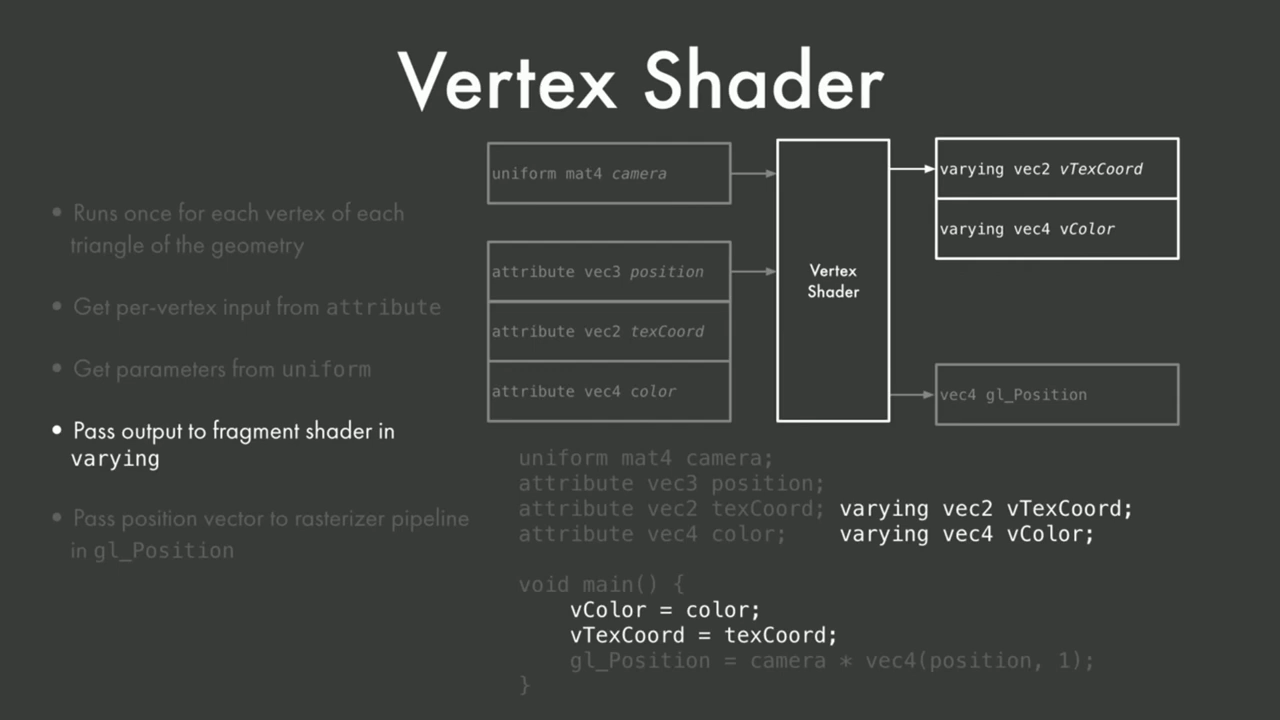 Vertex Shader
• Runs once for each vertex of each
triangle of the geometry
• Get per-vertex input from attribute
• Get parameters from uniform
• Pass output to fragment shader in
varying
• Pass position vector to rasterizer pipeline
in gl_Position
uniform mat4 camera
attribute vec3 position
attribute vec2 texCoord
attribute vec4 color
Vertex
Shader
varying vec2 vTexCoord
varying vec4 vColor
vec4 gl_Position
uniform mat4 camera;
attribute vec3 position;
attribute vec2 texCoord; varying vec2 vTexCoord;
attribute vec4 color; varying vec4 vColor;
void main() {
vColor = color;
vTexCoord = texCoord;
gl_Position = camera * vec4(position, 1);
}